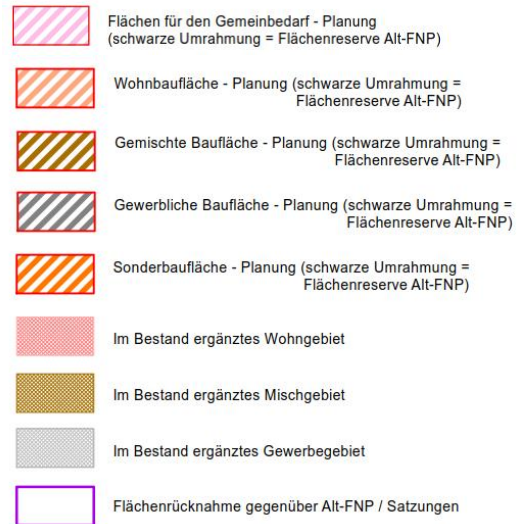 Flächen für den Gemeinbedarf - Planung
(schwarze Umrahmung = Flächenreserve Alt-FNP)
Wohnbaufläche - Planung (schwarze Umrahmung =
Flächenreserve Alt-FNP)
Gemischte Baufläche - Planung (schwarze Umrahmung =
Flächenreserve Alt-FNP)
Gewerbliche Baufläche - Planung (schwarze Umrahmung =
Flächenreserve Alt-FNP)
Sonderbaufläche - Planung (schwarze Umrahmung =
Flächenreserve Alt-FNP)
Im Bestand ergänztes Wohngebiet
Im Bestand ergänztes Mischgebiet
Im Bestand ergänztes Gewerbegebiet
Flächenrücknahme gegenüber Alt-FNP / Satzungen